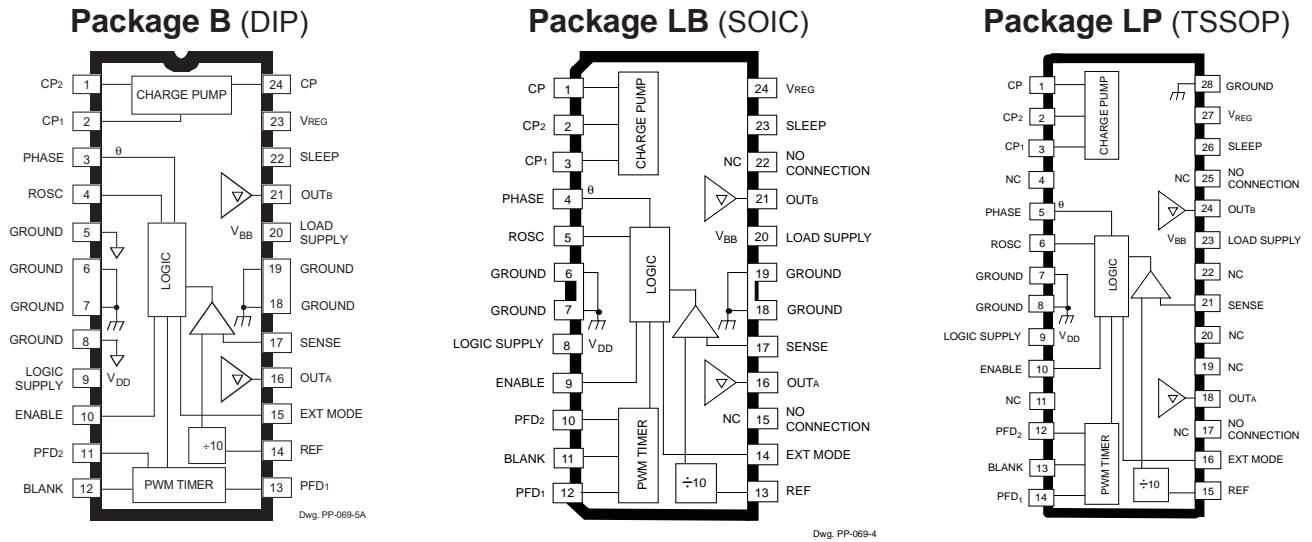 Package B (DIP)
CP2 1
CP1 2
PHASE 3
ROSC 4
GROUND 5
GROUND 6
GROUND 7
GROUND 8
LOGIC SUPPLY 9
ENABLE 10
PFD2 11
BLANK 12
θ
CHARGE PUMP
LOGIC
VBB
VDD
÷10
PWM TIMER
24 CP
23 VREG
22 SLEEP
21 OUTB
20 LOAD SUPPLY
19 GROUND
18 GROUND
17 SENSE
16 OUTA
15 EXT MODE
14 REF
13 PFD1
Dwg. PP-069-5A
Package LB (SOIC)
CP 1
CP2 2
CP1 3
PHASE 4
ROSC 5
GROUND 6
GROUND 7
LOGIC SUPPLY 8
ENABLE 9
PFD2 10
BLANK 11
PFD1 12
CHARGE PUMP
θ
LOGIC
VBB
VDD
PWM TIMER
÷10
24 VREG
23 SLEEP
NC 22 NO CONNECTION
21 OUTB
20 LOAD SUPPLY
19 GROUND
18 GROUND
17 SENSE
16 OUTA
NC 15 NO CONNECTION
14 EXT MODE
13 REF
Dwg. PP-069-4
Package LP (TSSOP)
CP 1
CP2 2
CP1 3
NC 4
PHASE 5
ROSC 6
GROUND 7
GROUND 8
LOGIC SUPPLY 9
ENABLE 10
NC 11
PFD2 12
BLANK 13
PFD1 14
CHARGE PUMP
θ
LOGIC
VBB
VDD
PWM TIMER
÷10
28 GROUND
27 VREG
26 SLEEP
NC 25 NO CONNECTION
24 OUTB
23 LOAD SUPPLY
22 NC
21 SENSE
20 NC
19 NC
18 OUTA
NC 17 NO CONNECTION
16 EXT MODE
15 REF